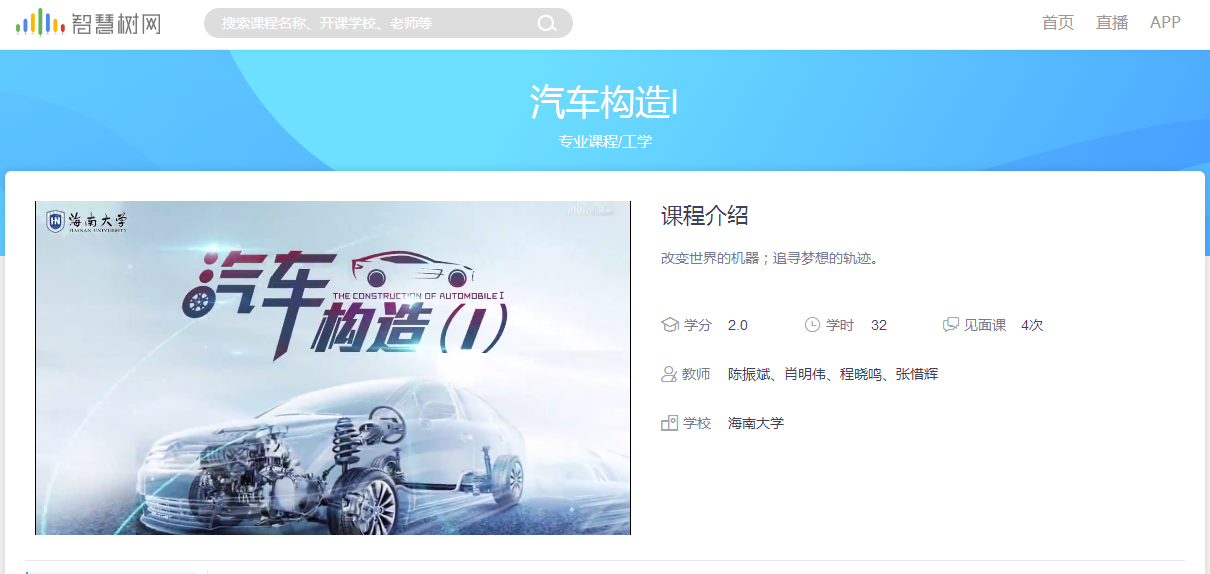 智慧树网
搜索课程名称、开课学校、老师等
首页 直播 APP
汽车构造I
专业课程/工学
海南大学
HAINAN UNIVERSITY
汽车
THE CONSTRUCTION OF AUTOMOBILE I
构造(I)
课程介绍
改变世界的机器；追寻梦想的轨迹。
学分 2.0 学时 32 见面课 4次
教师 陈振斌、肖明伟、程晓鸣、张惜辉
学校 海南大学